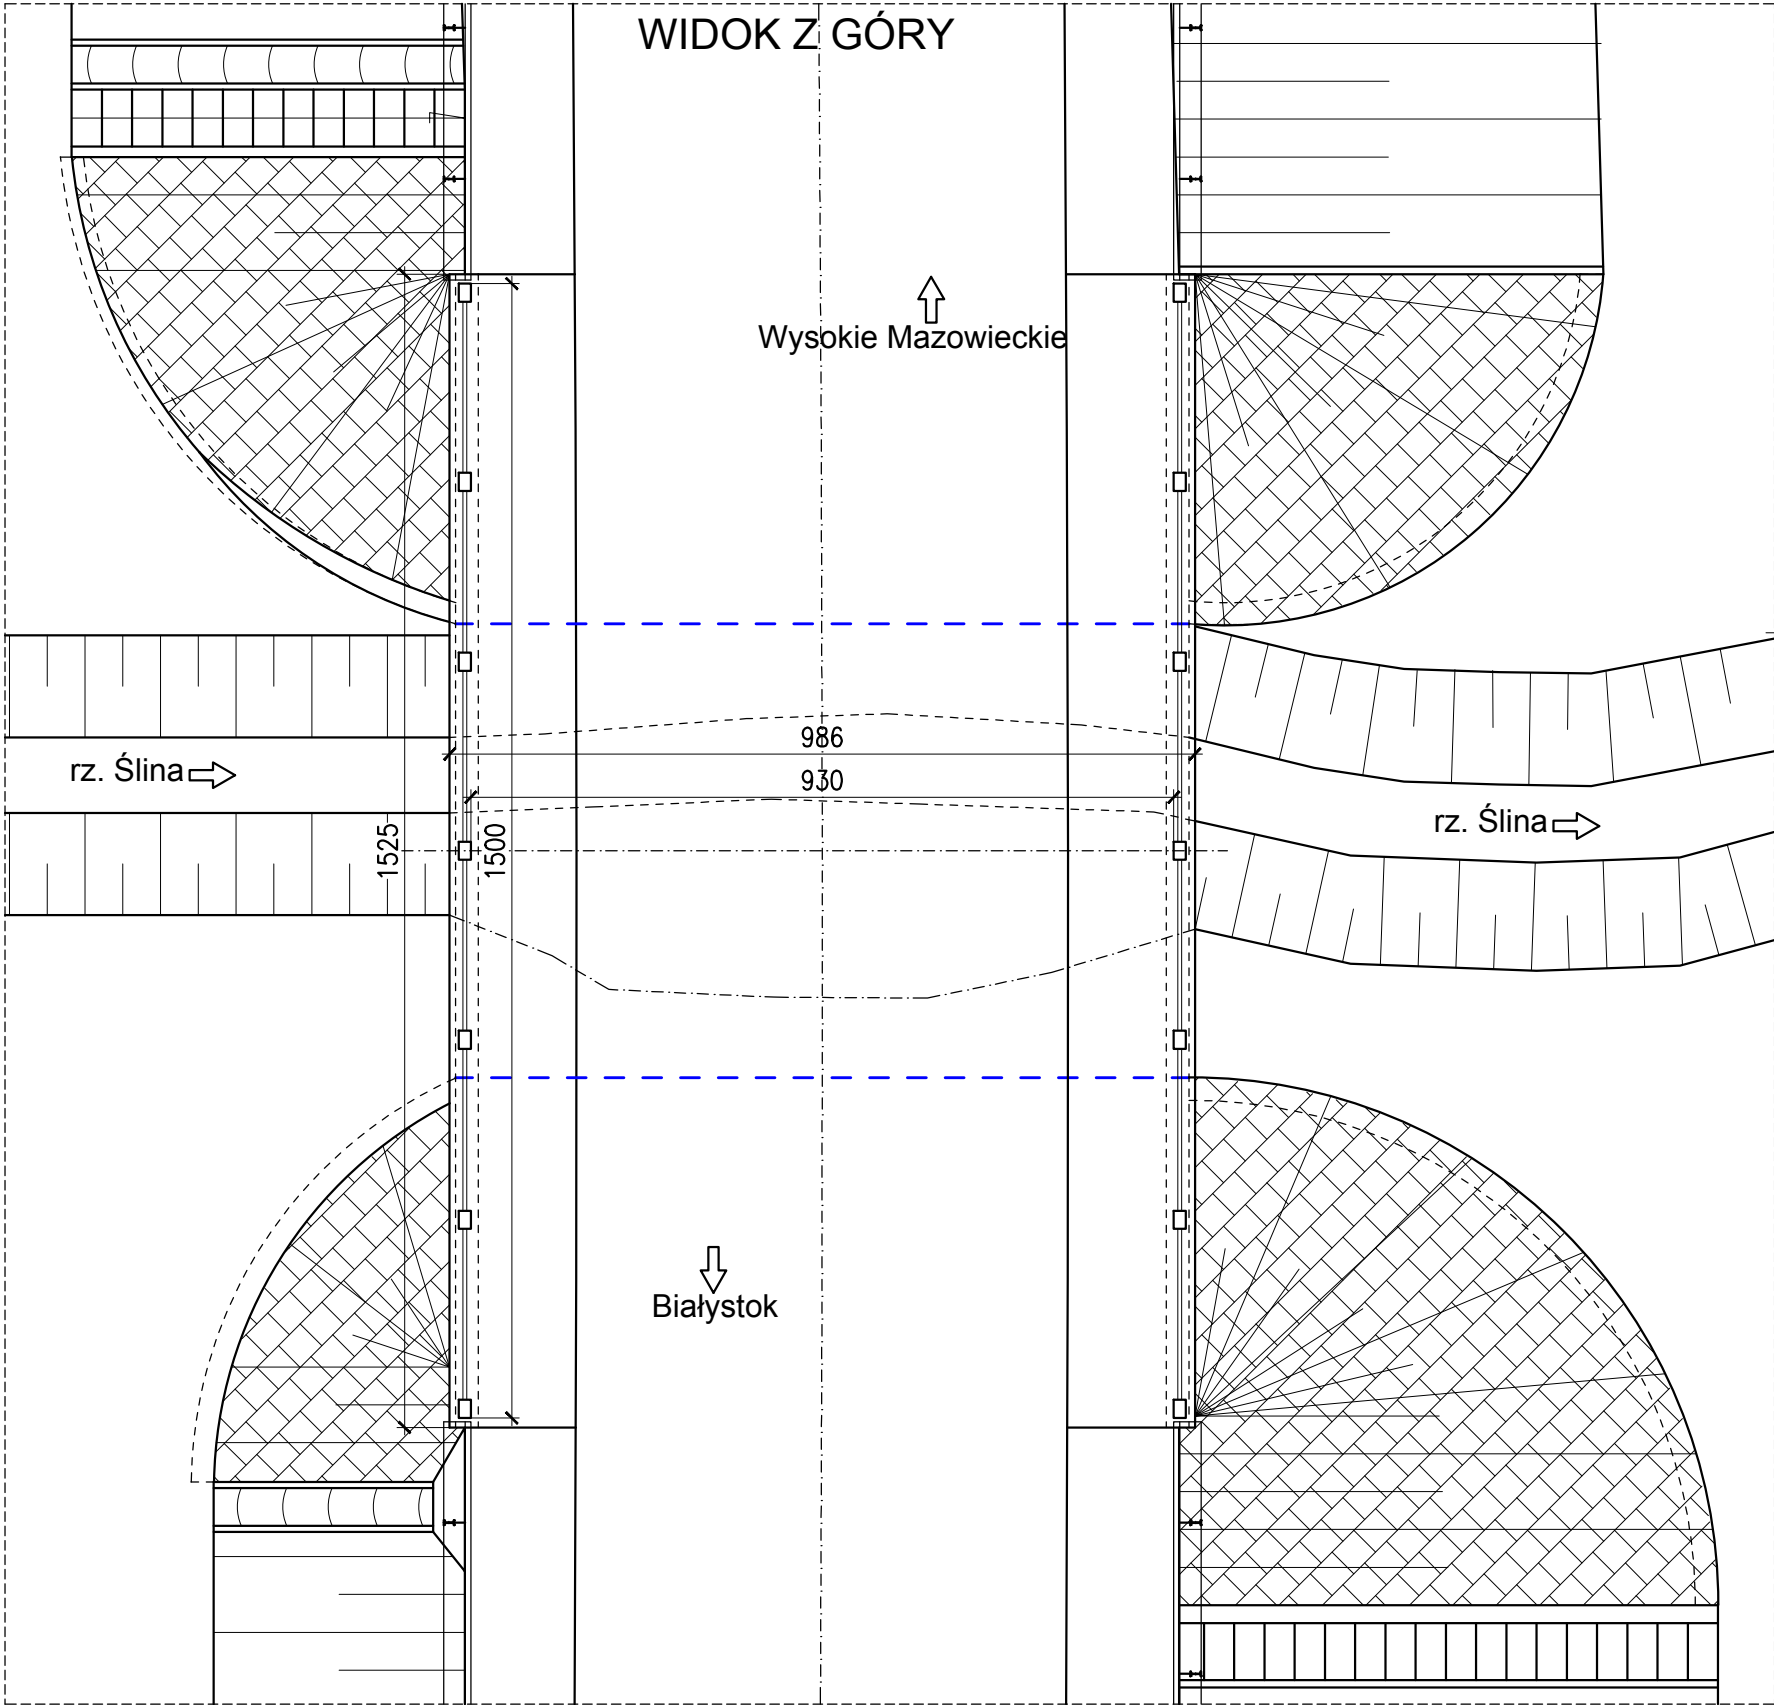 WIDOK Z GÓRY
Wysokie Mazowieckie
986
930
rz. Ślina
rz. Ślina
1525
1500
Białystok